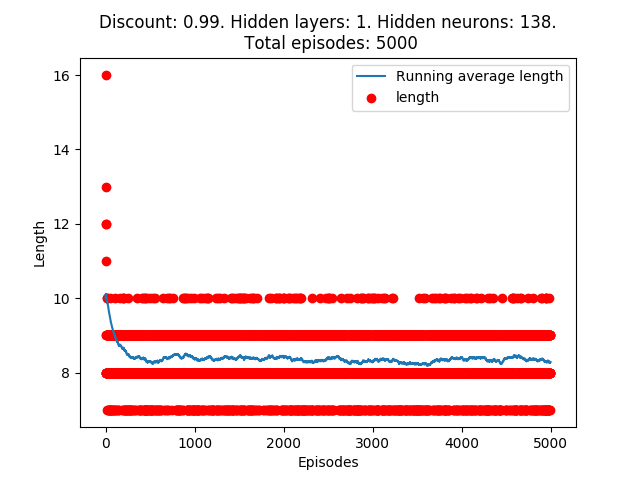 Discount: 0.99. Hidden layers: 1. Hidden neurons: 138.
Total episodes: 5000
Running average length
length
16
14
12
10
8
Length
0 1000 2000 3000 4000 5000
Episodes